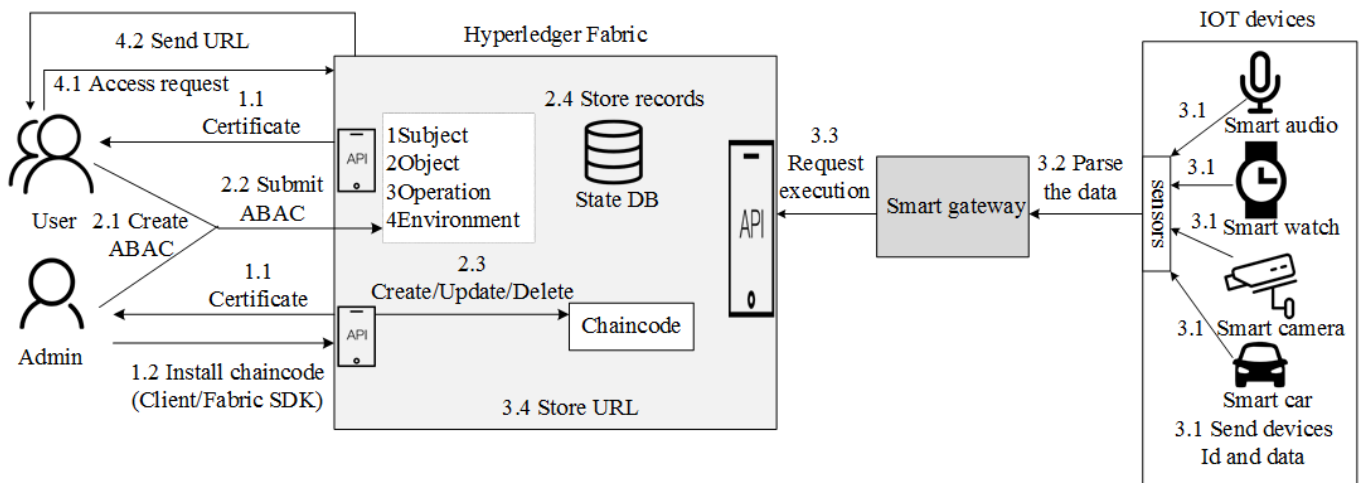 4.2 Send URL
4.1 Access request
1.1
Certificate
User
2.1 Create
ABAC
2.2 Submit
ABAC
1.1
Certificate
Admin
1.2 Install chaincode
(Client/Fabric SDK)
Hyperledger Fabric
API
1Subject
2Object
3Operation
4Environment
2.4 Store records
State DB
2.3
Create/Update/Delete
API
Chaincode
3.4 Store URL
API
3.3
Request
execution
Smart gateway
3.2 Parse
the data
IOT devices
sensors
3.1
Smart audio
3.1
Smart watch
3.1
Smart camera
3.1
Smart car
3.1 Send devices
Id and data